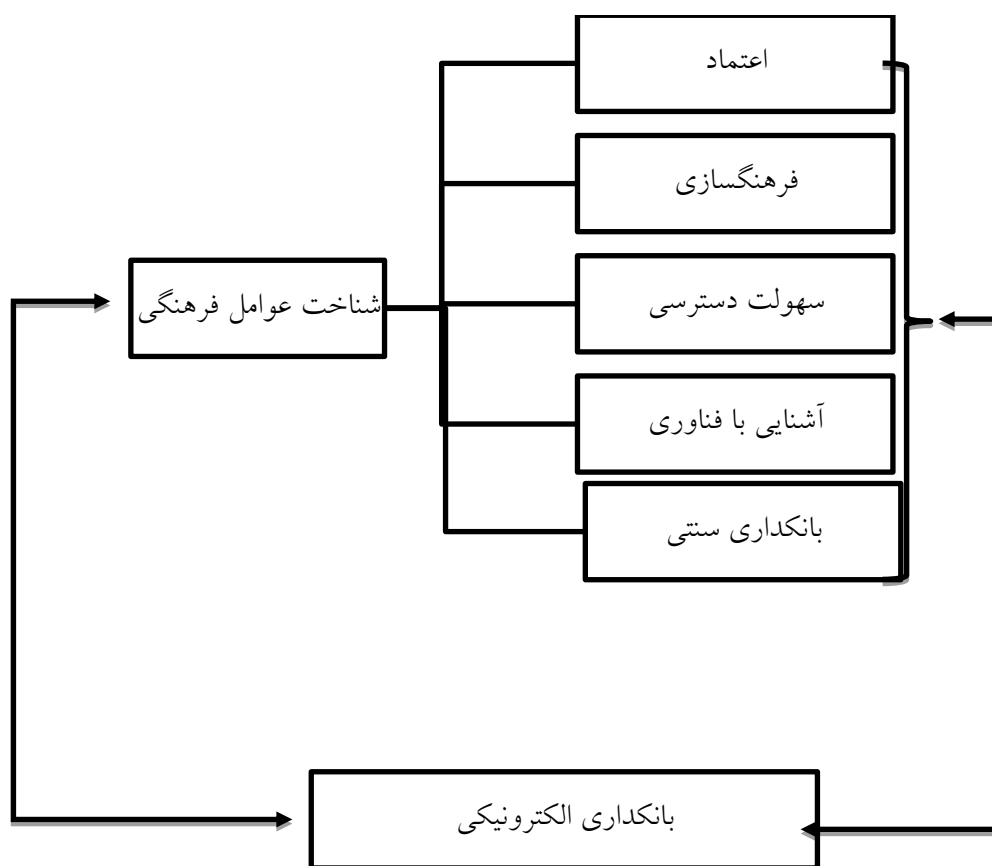 اعتماد
فرهنگسازی
سهولت دسترسی
شناخت عوامل فرهنگی
آشنایی با فناوری
بانکداری سنتی
بانکداری الکترونیکی